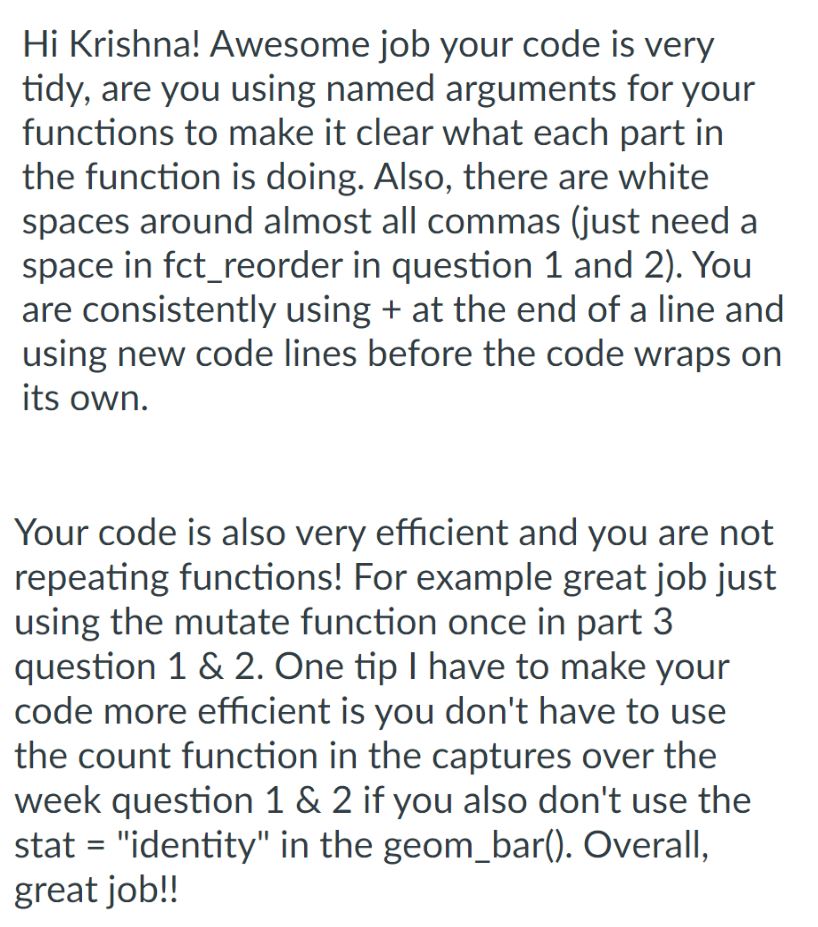 Hi Krishna! Awesome job your code is very
tidy, are you using named arguments for your
functions to make it clear what each part in
the function is doing. Also, there are white
spaces around almost all commas (just need a
space in fct_reorder in question 1 and 2). You
are consistently using + at the end of a line and
using new code lines before the code wraps on
its own.
Your code is also very efficient and you are not
repeating functions! For example great job just
using the mutate function once in part 3
question 1 & 2. One tip I have to make your
code more efficient is you don't have to use
the count function in the captures over the
week question 1 & 2 if you also don't use the
stat = "identity" in the geom_bar(). Overall,
great job!!